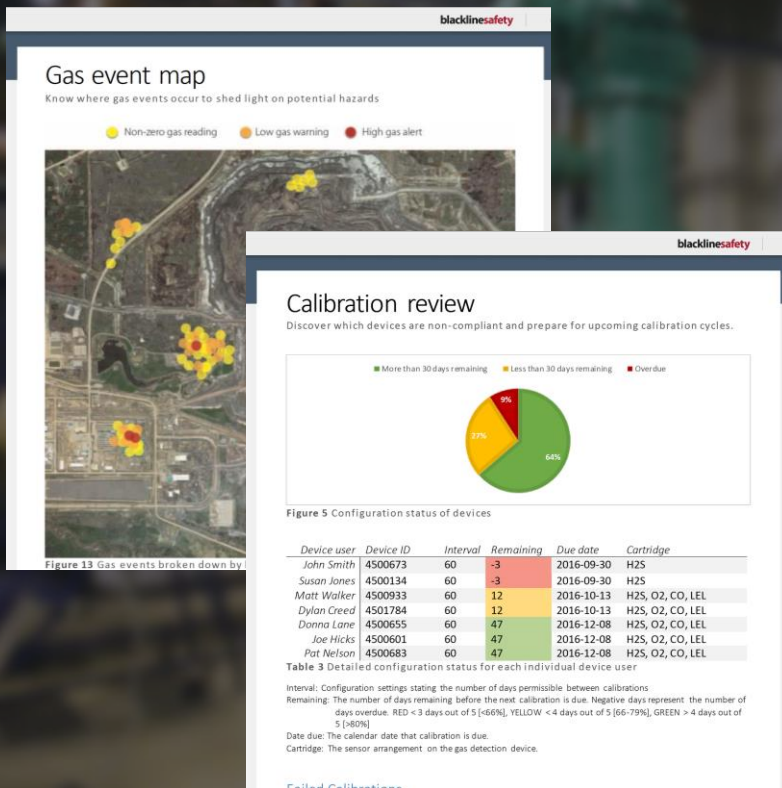 blacklinesafety
Gas event map
Know where gas events occur to shed light on potential hazards
Non-zero gas reading Low gas warning High gas alert
Figure 13 Gas events broken down by
blacklinesafety
Calibration review
Discover which devices are non-compliant and prepare for upcoming calibration cycles.
More than 30 days remaining Less than 30 days remaining Overdue
9%
27%
64%
Figure 5 Configuration status of devices
Device user Device ID Interval Remaining Due date Cartridge
John Smith 4500673 60 -3 2016-09-30 H2S
Susan Jones 4500134 60 -3 2016-09-30 H2S
Matt Walker 4500933 60 12 2016-10-13 H2S, O2, CO, LEL
Dylan Creed 4501784 60 12 2016-10-13 H2S, O2, CO, LEL
Donna Lane 4500655 60 47 2016-12-08 H2S, O2, CO, LEL
Joe Hicks 4500601 60 47 2016-12-08 H2S, O2, CO, LEL
Pat Nelson 4500683 60 47 2016-12-08 H2S, O2, CO, LEL
Table 3 Detailed configuration status for each individual device user
Interval: Configuration settings stating the number of days permissible between calibrations
Remaining: The number of days remaining before the next calibration is due. Negative days represent the number of
days overdue. RED < 3 days out of 5 [<66%], YELLOW < 4 days out of 5 [66-79%], GREEN > 4 days out of
5 [>80%]
Date due: The calendar date that calibration is due.
Cartridge: The sensor arrangement on the gas detection device.
Failed Calibrations